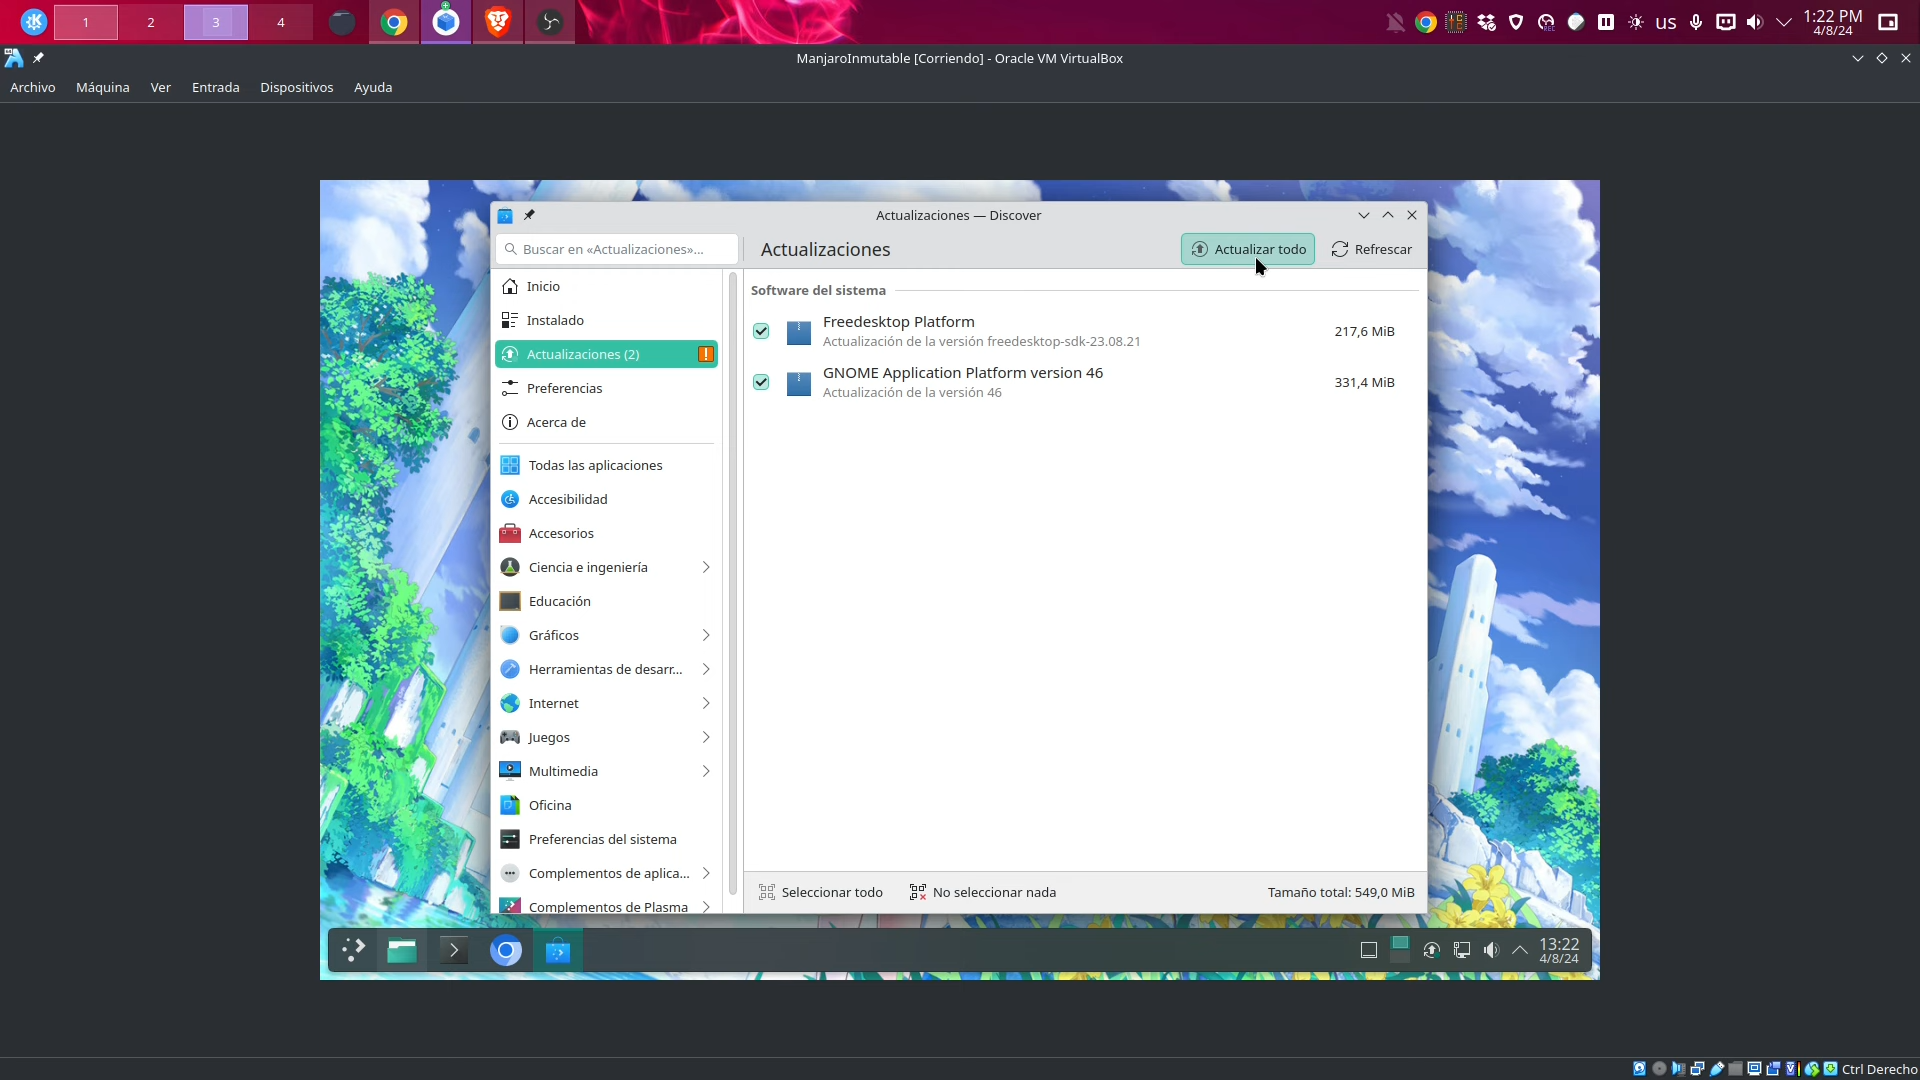 1
2
3
4
us
1:22 PM
4/8/24
ManjaroInmutable [Corriendo] - Oracle VM VirtualBox
Archivo Máquina Ver Entrada Dispositivos Ayuda
Actualizaciones — Discover
Buscar en «Actualizaciones»...
Actualizaciones
Actualizar todo
Refrescar
Inicio
Instalado
Actualizaciones (2)
Preferencias
Acerca de
Todas las aplicaciones
Accesibilidad
Accesorios
Ciencia e ingeniería
Educación
Gráficos
Herramientas de desarr...
Internet
Juegos
Multimedia
Oficina
Preferencias del sistema
Complementos de aplica...
Complementos de Plasma
Software del sistema
Freedesktop Platform
Actualización de la versión freedesktop-sdk-23.08.21
217,6 MiB
GNOME Application Platform version 46
Actualización de la versión 46
331,4 MiB
Seleccionar todo
No seleccionar nada
Tamaño total: 549,0 MiB
13:22
4/8/24
Ctrl Derecho